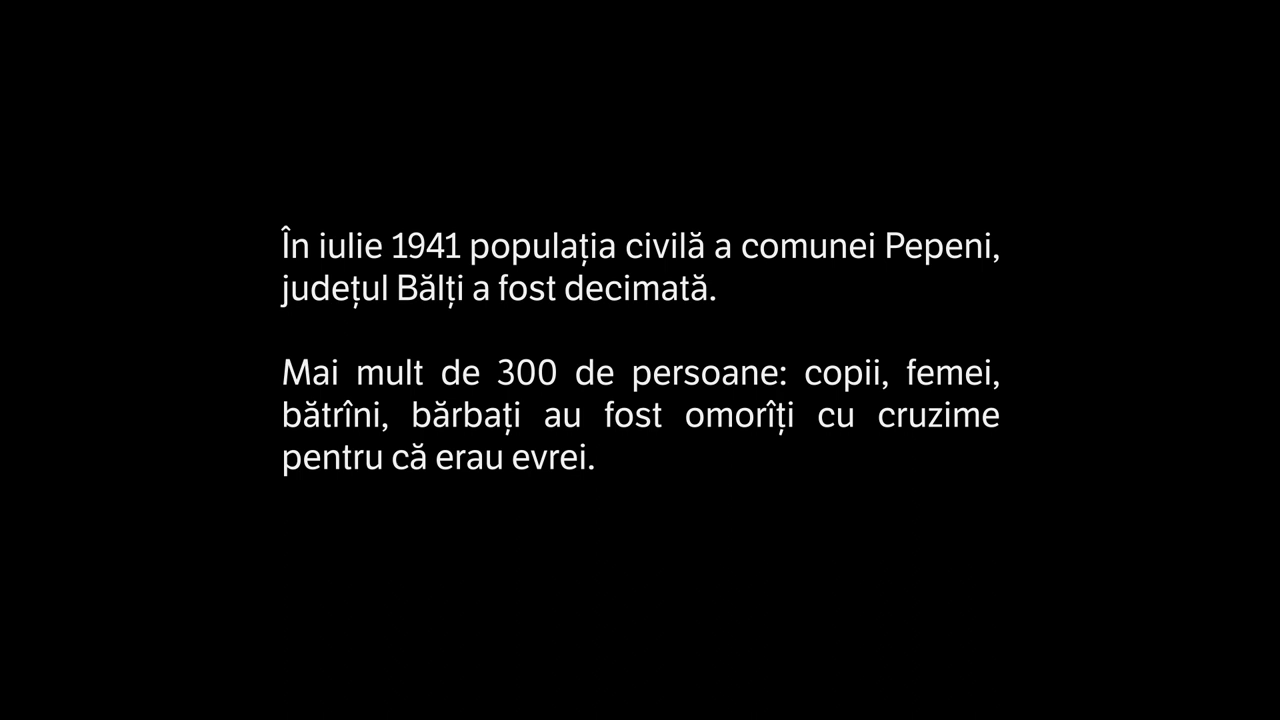 În iulie 1941 populația civilă a comunei Pepeni,
județul Bălți a fost decimată.
Mai mult de 300 de persoane: copii, femei,
bătrîni, bărbați au fost omorîți cu cruzime
pentru că erau evrei.